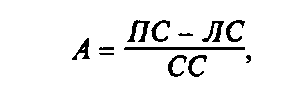 А = (ПС – ЛС) / СС,